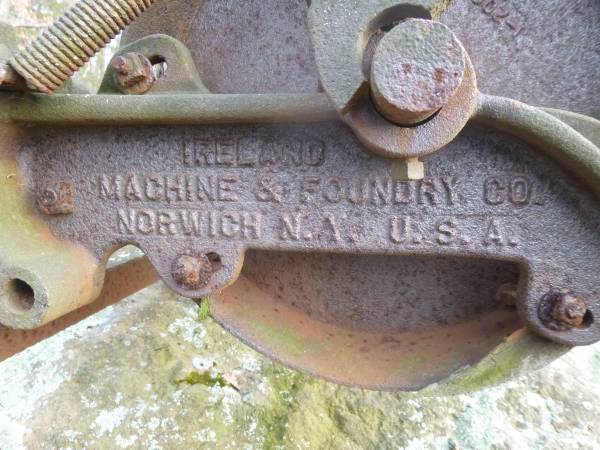 IRELAND
MACHINE & FOUNDRY CO.
NORWICH N.Y. U.S.A.